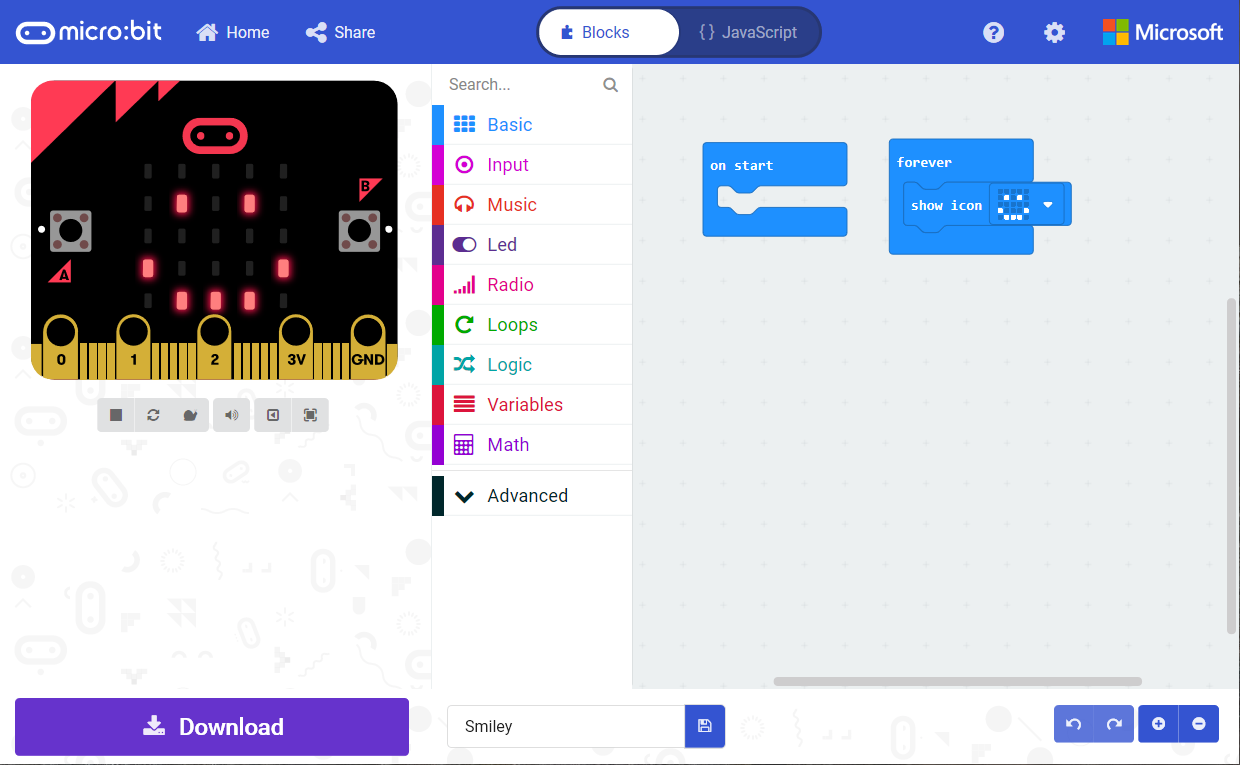 micro:bit
Home
Share
Blocks
{} JavaScript
?
Microsoft
Search...
Basic
Input
Music
Led
Radio
Loops
Logic
Variables
Math
Advanced
B
A
0 1 2 3V GND
on start
forever
show icon
Download
Smiley